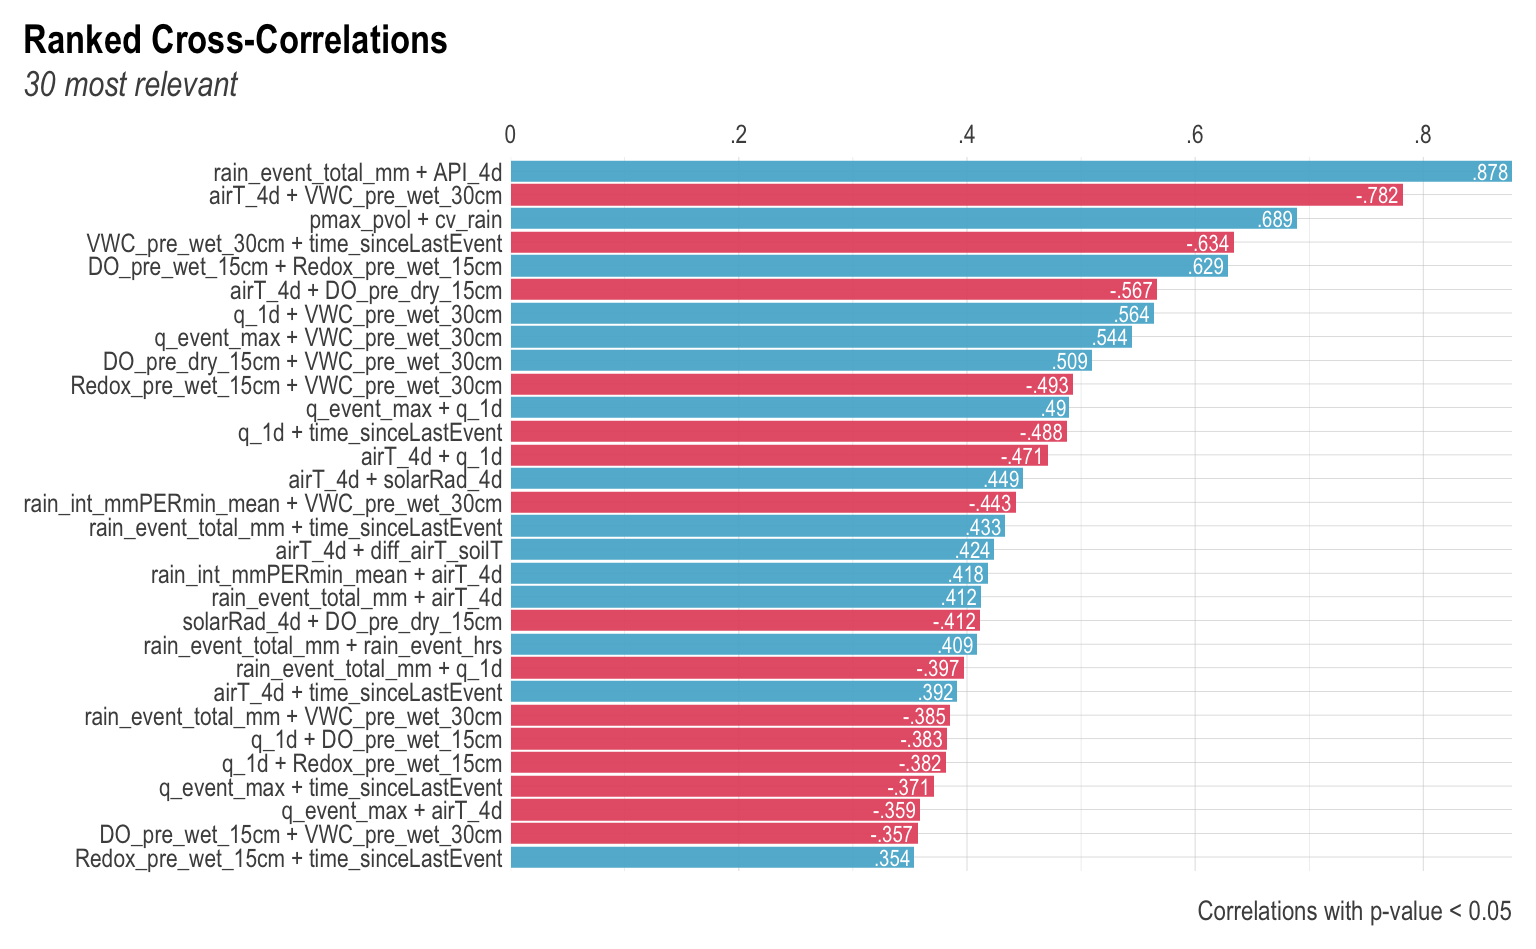 Ranked Cross-Correlations
30 most relevant
0 .2 .4 .6 .8
rain_event_total_mm + API_4d .878
airT_4d + VWC_pre_wet_30cm -.782
pmax_pvol + cv_rain .689
VWC_pre_wet_30cm + time_sinceLastEvent -.634
DO_pre_wet_15cm + Redox_pre_wet_15cm .629
airT_4d + DO_pre_dry_15cm -.567
q_1d + VWC_pre_wet_30cm .564
q_event_max + VWC_pre_wet_30cm .544
DO_pre_dry_15cm + VWC_pre_wet_30cm .509
Redox_pre_wet_15cm + VWC_pre_wet_30cm -.493
q_event_max + q_1d .49
q_1d + time_sinceLastEvent -.488
airT_4d + q_1d -.471
airT_4d + solarRad_4d .449
rain_int_mmPERmin_mean + VWC_pre_wet_30cm -.443
rain_event_total_mm + time_sinceLastEvent .433
airT_4d + diff_airT_soilT .424
rain_int_mmPERmin_mean + airT_4d .418
rain_event_total_mm + airT_4d .412
solarRad_4d + DO_pre_dry_15cm -.412
rain_event_total_mm + rain_event_hrs .409
rain_event_total_mm + q_1d -.397
airT_4d + time_sinceLastEvent .392
rain_event_total_mm + VWC_pre_wet_30cm -.385
q_1d + DO_pre_wet_15cm -.383
q_1d + Redox_pre_wet_15cm -.382
q_event_max + time_sinceLastEvent -.371
q_event_max + airT_4d -.359
DO_pre_wet_15cm + VWC_pre_wet_30cm -.357
Redox_pre_wet_15cm + time_sinceLastEvent .354
Correlations with p-value < 0.05